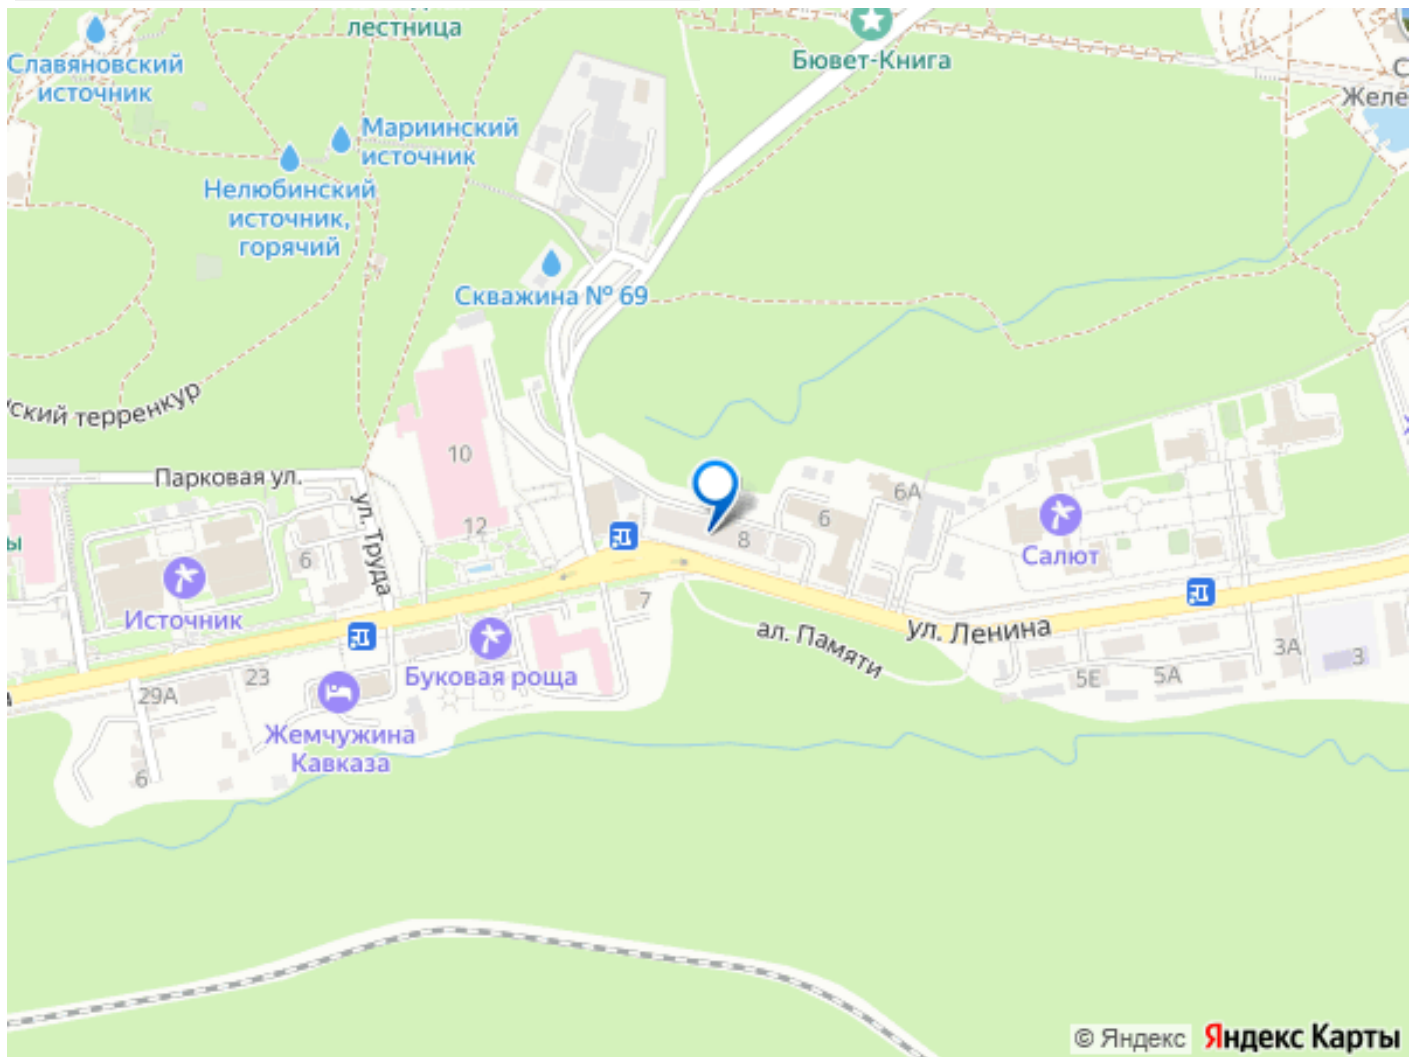 лестница
Славяновский
источник
Бювет-Книга
Мариинский
источник
Нелюбинский
источник,
горячий
Скважина № 69
ский терренкур
Парковая ул.
ул. Труда
10
12
6
8
6
6А
Салют
Источник
7
ал. Памяти
ул. Ленина
Буковая роща
23
29А
Жемчужина
Кавказа
6
5Е
5А
3А
3
© Яндекс Яндекс Карты